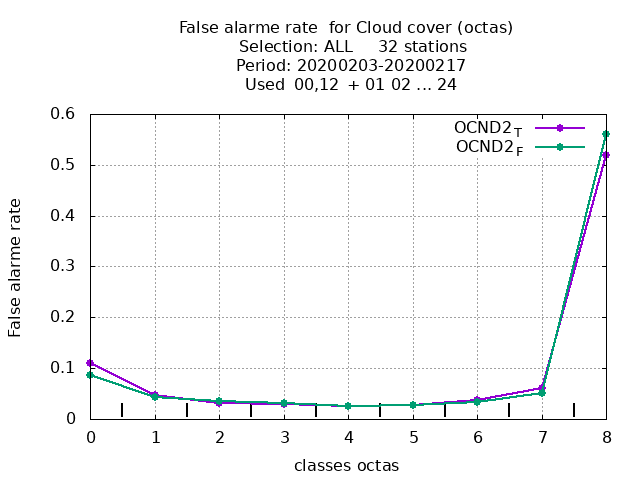 False alarme rate  for Cloud cover (octas)
Selection: ALL     32 stations
Period: 20200203-20200217
Used  00,12  + 01 02 ... 24
OCND2T
OCND2F
0.6
0.5
0.4
0.3
0.2
0.1
0
False alarme rate
0 1 2 3 4 5 6 7 8
classes octas